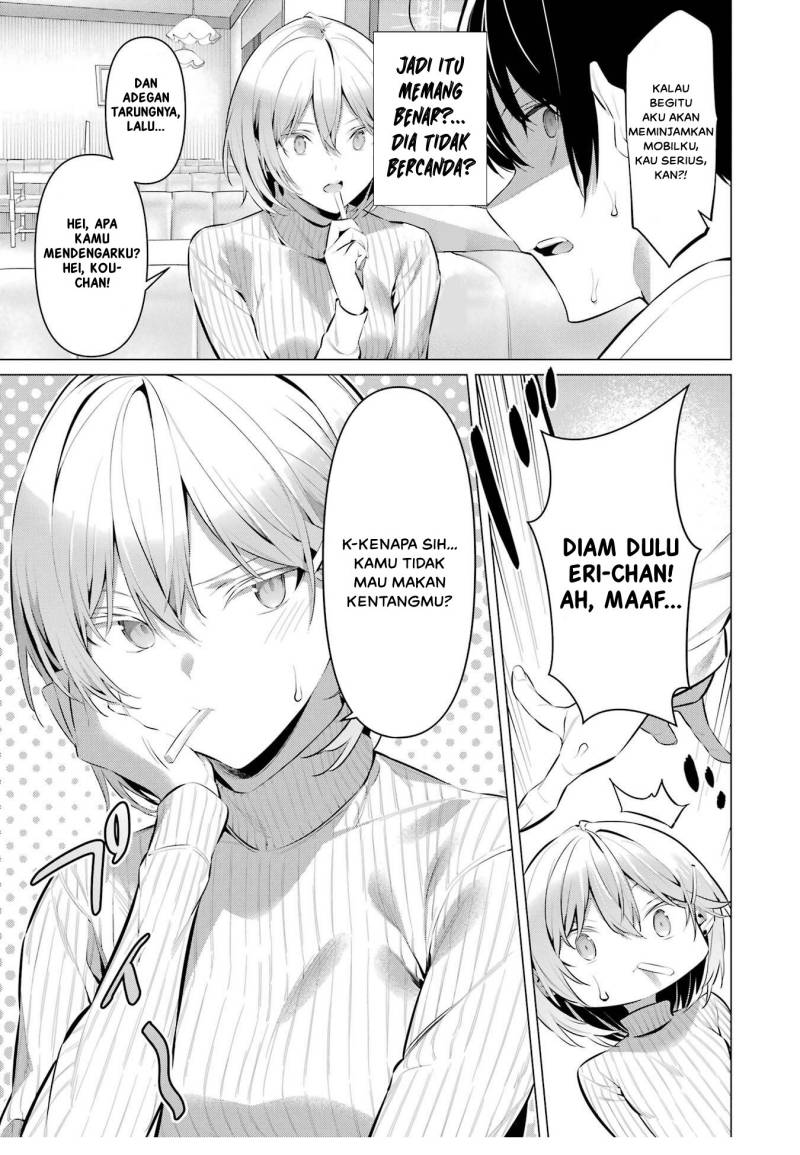 KALAU
BEGITU
AKU AKAN
MEMINJAMKAN
MOBILKU,
KAU SERIUS,
KAN?!
JADI ITU
MEMANG
BENAR?...
DIA TIDAK
BERCANDA?
DAN
ADEGAN
TARUNGNYA,
LALU...
HEI, APA
KAMU
MENDENGARKU?
HEI, KOU-
CHAN!
DIAM DULU
ERI-CHAN!
AH, MAAF...
K-KENAPA SIH...
KAMU TIDAK
MAU MAKAN
KENTANGMU?
プイ